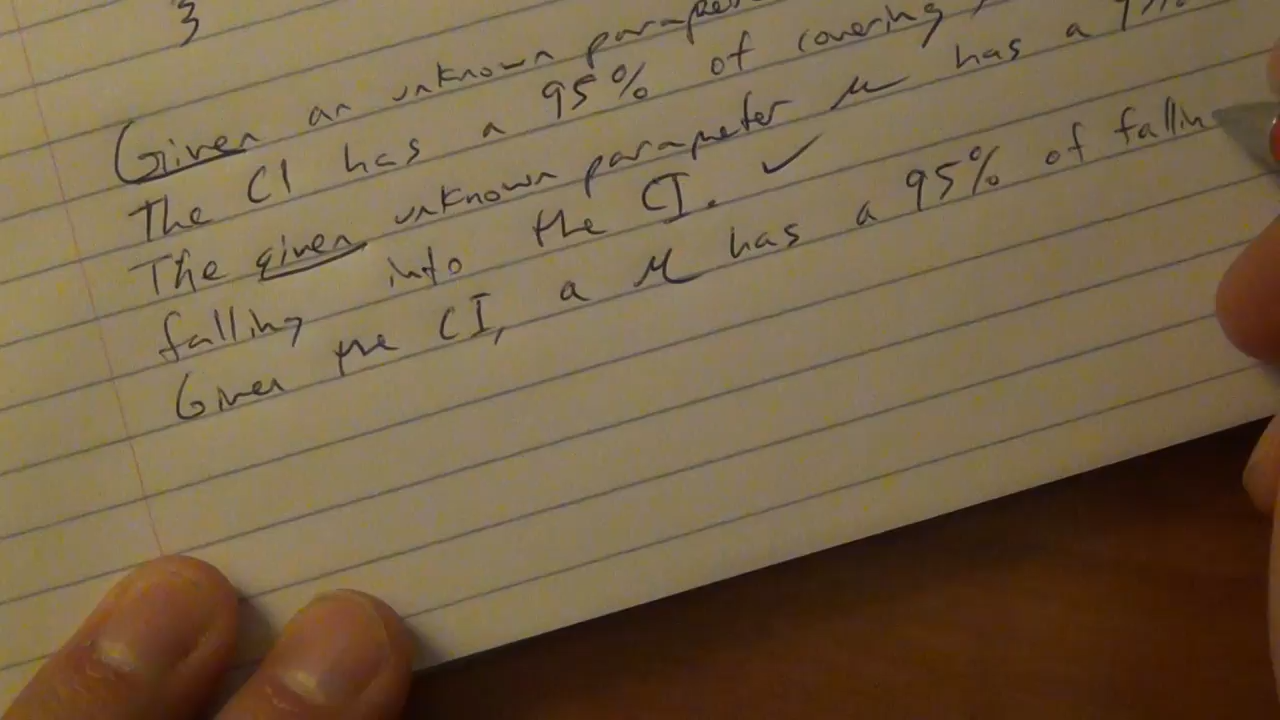 3
Given an unknown
The CI has a 95% of covering
The given unknown parameter μ has a 95%
falling into the CI. ✓
Given the CI, a μ has a 95% of fallin